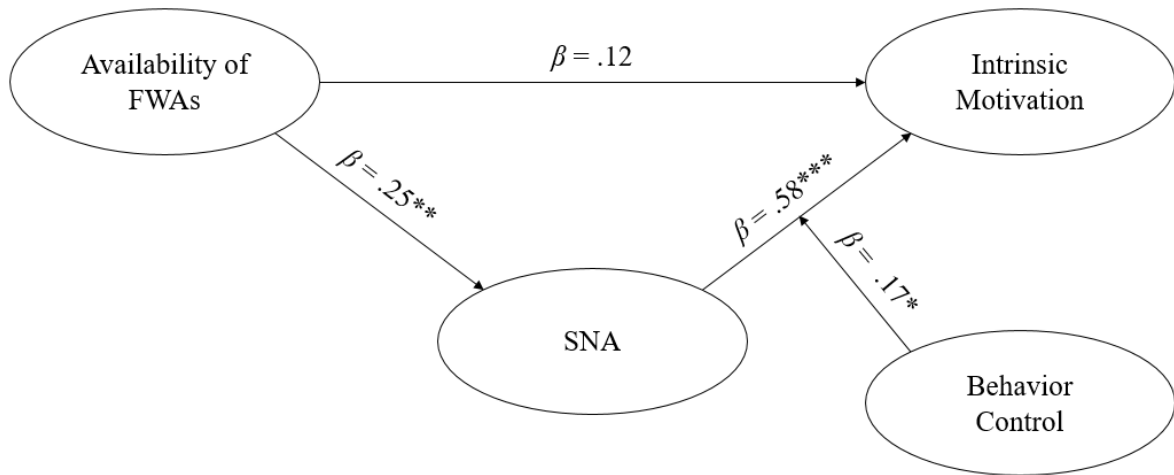 Availability of
FWAs
β = .12
Intrinsic
Motivation
β = .25**
β = .58***
β = .17*
SNA
Behavior
Control